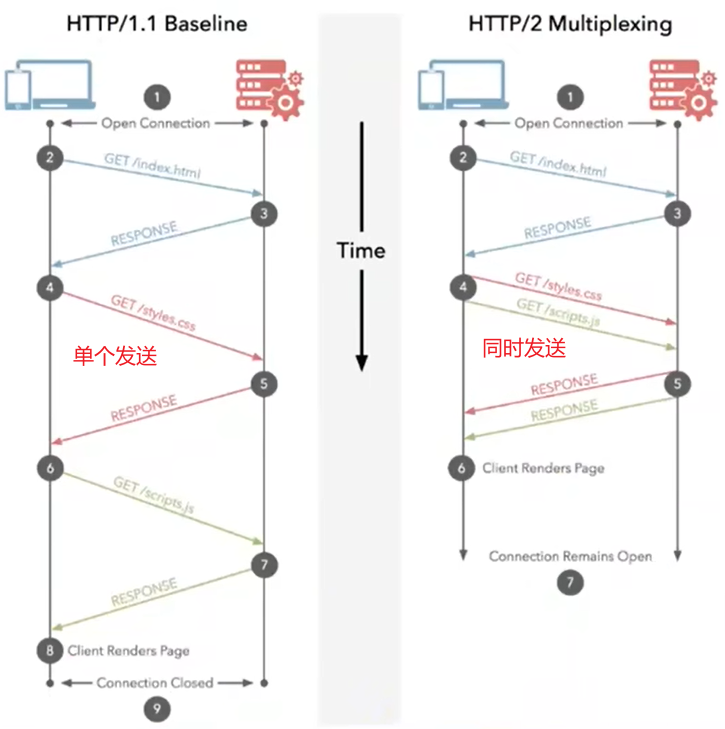 HTTP/1.1 Baseline
1
Open Connection
2
GET /index.html
3
RESPONSE
4
GET /styles.css
单个发送
5
RESPONSE
6
GET /scripts.js
7
RESPONSE
8 Client Renders Page
Connection Closed
9
Time
HTTP/2 Multiplexing
1
Open Connection
2
GET /index.html
3
RESPONSE
4
GET /styles.css
GET /scripts.js
同时发送
5
RESPONSE
RESPONSE
6 Client Renders Page
Connection Remains Open
7